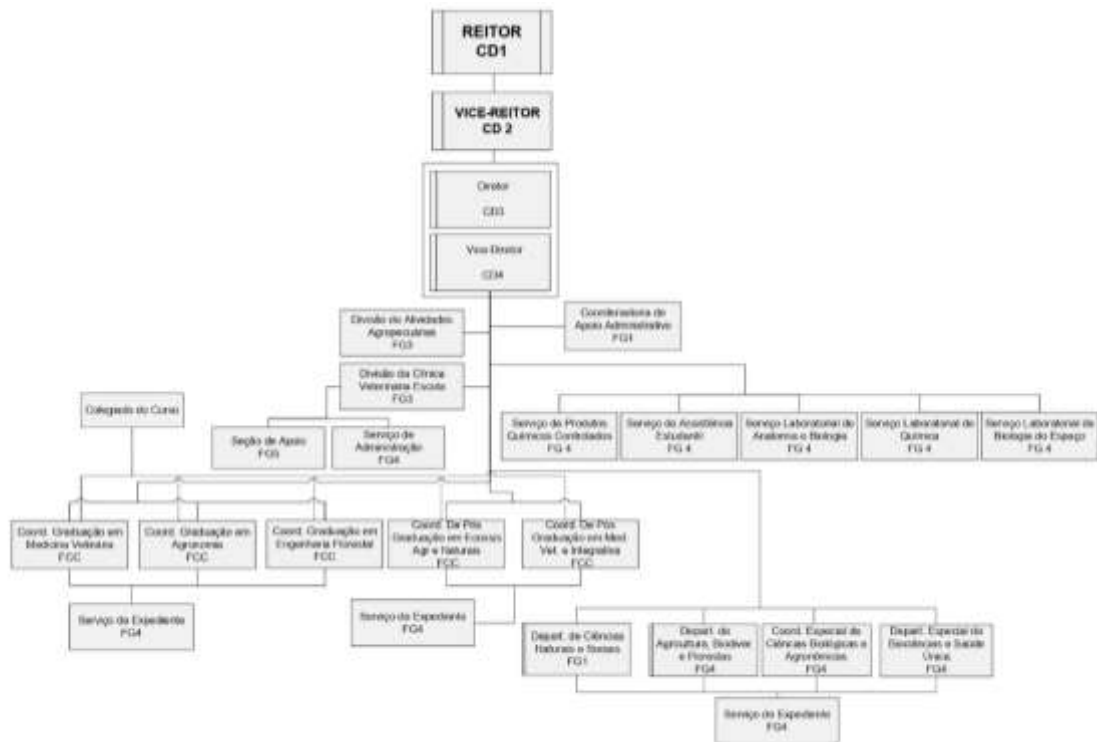 REITOR
CD1
VICE-REITOR
CD 2
Diretor
CD3
Vice-Diretor
CD4
Divisão de Atividades
Agropecuárias
FG3
Coordenadoria de
Apoio Administrativo
FG1
Divisão da Clínica
Veterinária Escola
FG3
Colegiado do Curso
Seção de Apoio
FG5
Serviço de
Administração
FG4
Serviço de Produtos
Químicos Controlados
FG 4
Serviço de Assistência
Estudantil
FG 4
Serviço Laboratorial de
Anatomia e Biologia
FG 4
Serviço Laboratorial de
Química
FG 4
Serviço Laboratorial de
Biologia do Espaço
FG 4
Coord. Graduação em
Medicina Vetinária
FCC
Coord. Graduação em
Agronomia
FCC
Coord. Graduação em
Engenharia Florestal
FCC
Coord. De Pós
Graduação em Ecossis
Agr e Naturais
FCC
Coord. De Pós
Graduação em Med.
Vet. e Integrativa
FCC
Serviço de Expediente
FG4
Serviço de Expediente
FG4
Depart. de Ciências
Naturais e Sociais
FG1
Depart. de
Agricultura, Biodiver
e Florestas
FG4
Coord. Especial de
Ciências Biológicas e
Agronômicas
FG4
Depart. Especial de
e Saúde
Única
FG4
Serviço de Expediente
FG4